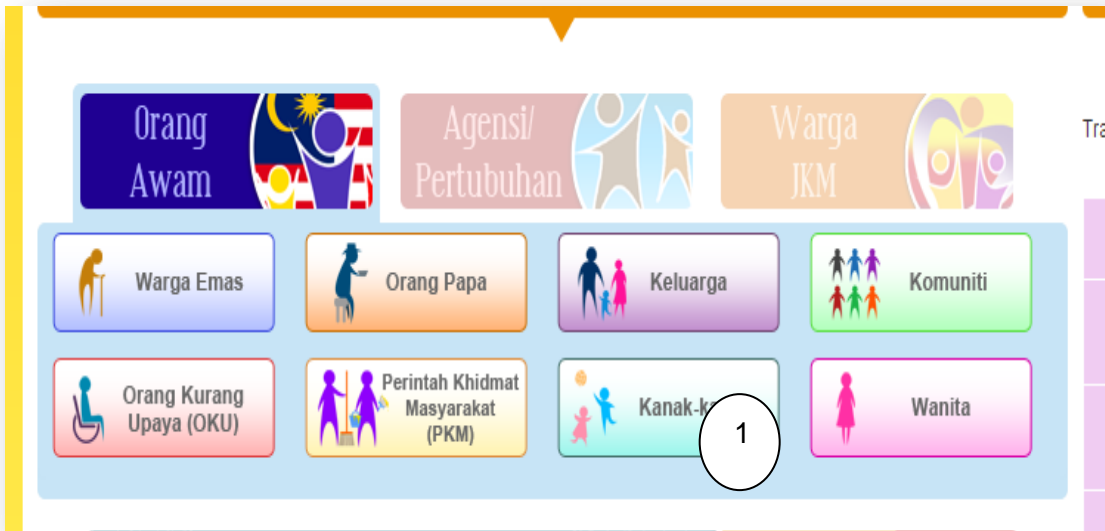 Orang
Awam
Agensi/
Pertubuhan
Warga
JKM
Warga Emas
Orang Papa
Keluarga
Komuniti
Orang Kurang
Upaya (OKU)
Perintah Khidmat
Masyarakat
(PKM)
Kanak-k
1
Wanita